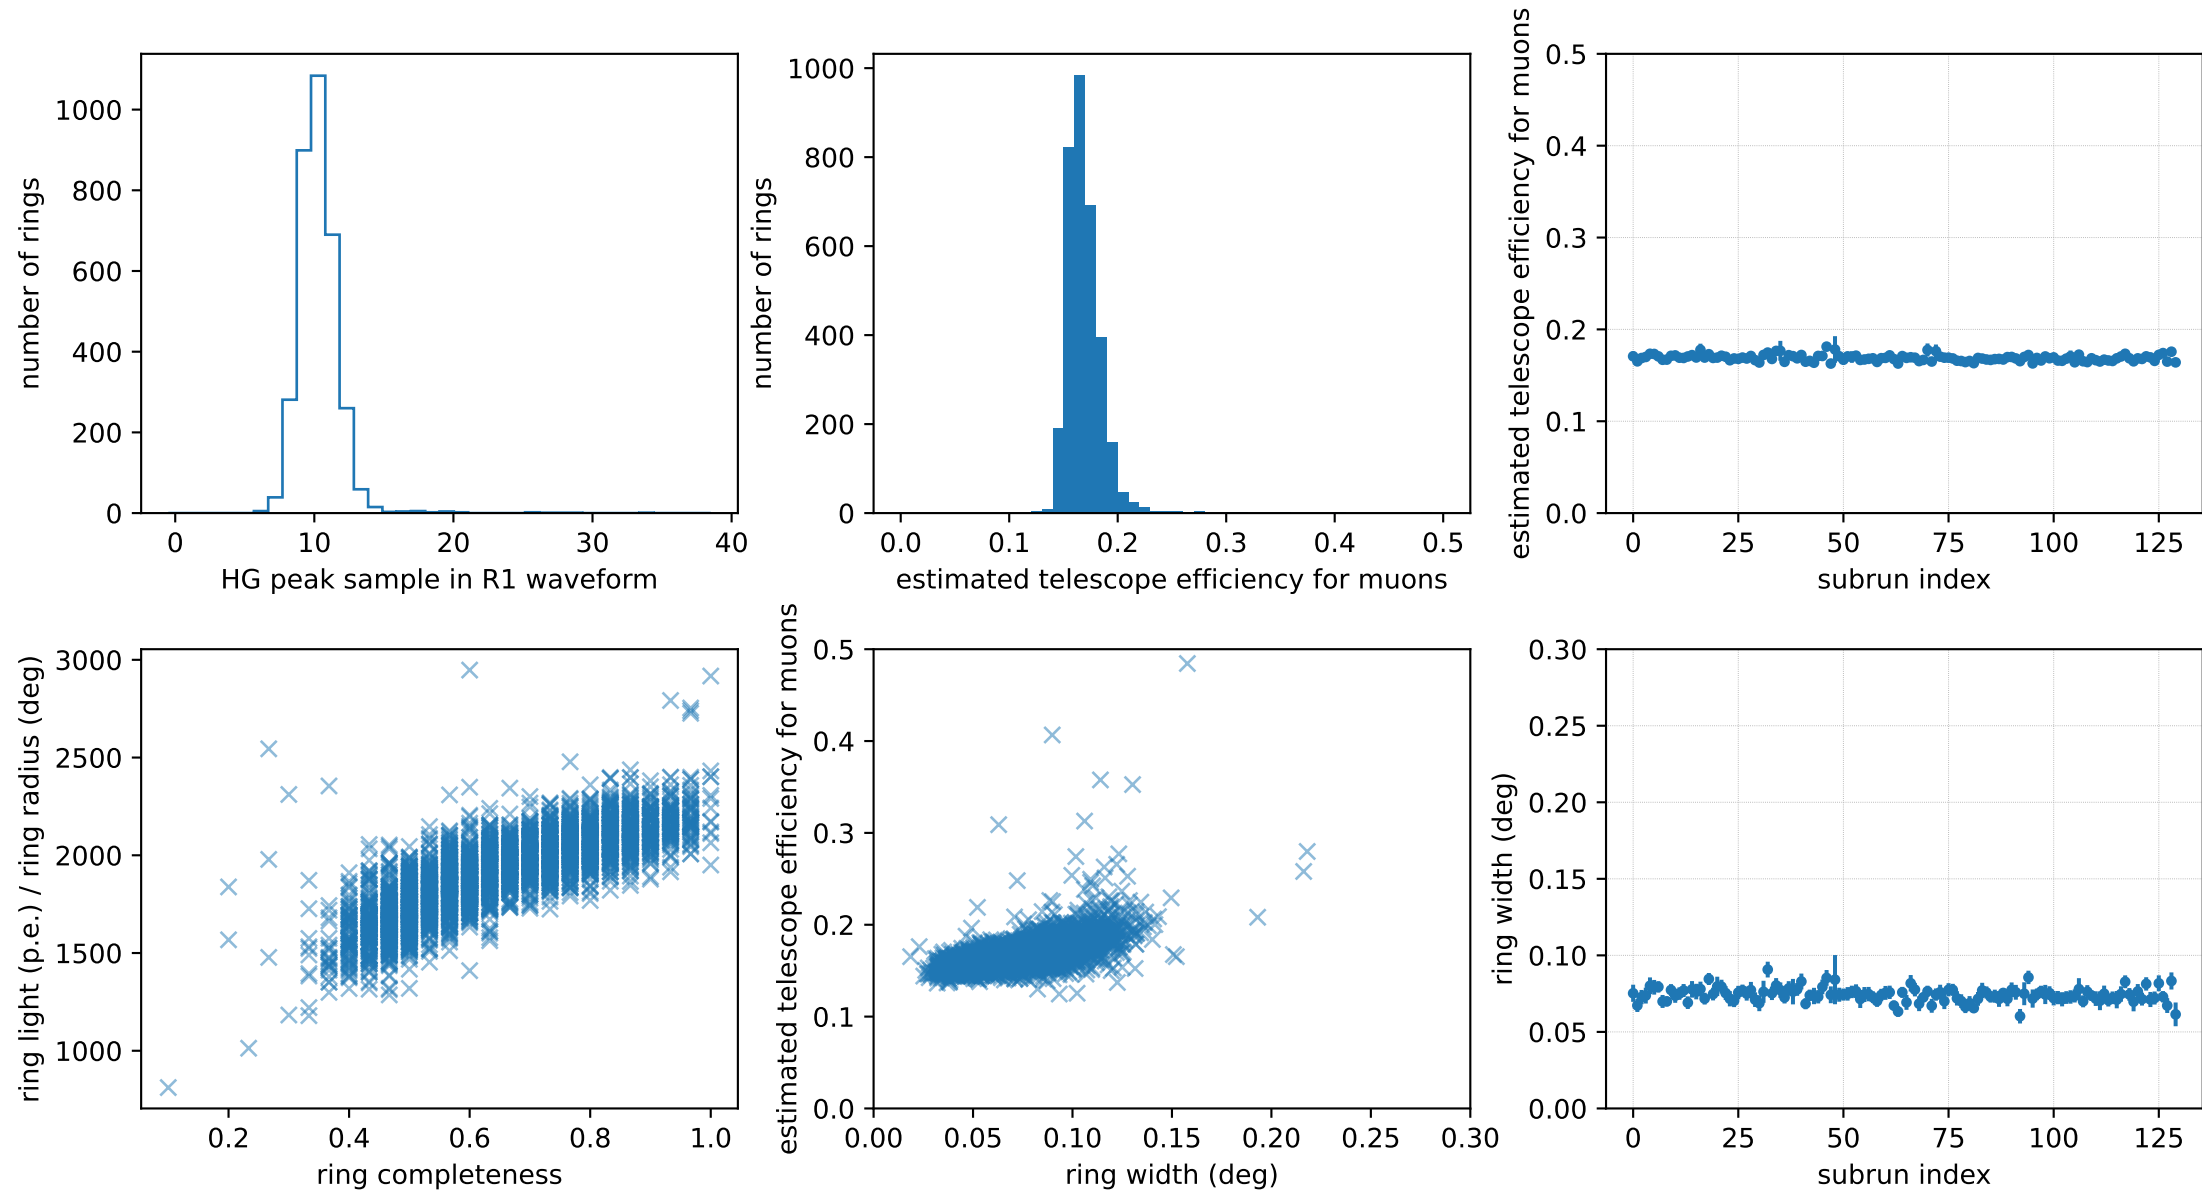 number of rings
1000
800
600
400
200
0
0 10 20 30 40
HG peak sample in R1 waveform
number of rings
1000
800
600
400
200
0
0.0 0.1 0.2 0.3 0.4 0.5
estimated telescope efficiency for muons
estimated telescope efficiency for muons
0.5
0.4
0.3
0.2
0.1
0.0
0 25 50 75 100 125
subrun index
ring light (p.e.) / ring radius (deg)
3000
2500
2000
1500
1000
0.2 0.4 0.6 0.8 1.0
ring completeness
estimated telescope efficiency for muons
0.5
0.4
0.3
0.2
0.1
0.0
0.00 0.05 0.10 0.15 0.20 0.25 0.30
ring width (deg)
ring width (deg)
0.30
0.25
0.20
0.15
0.10
0.05
0.00
0 25 50 75 100 125
subrun index